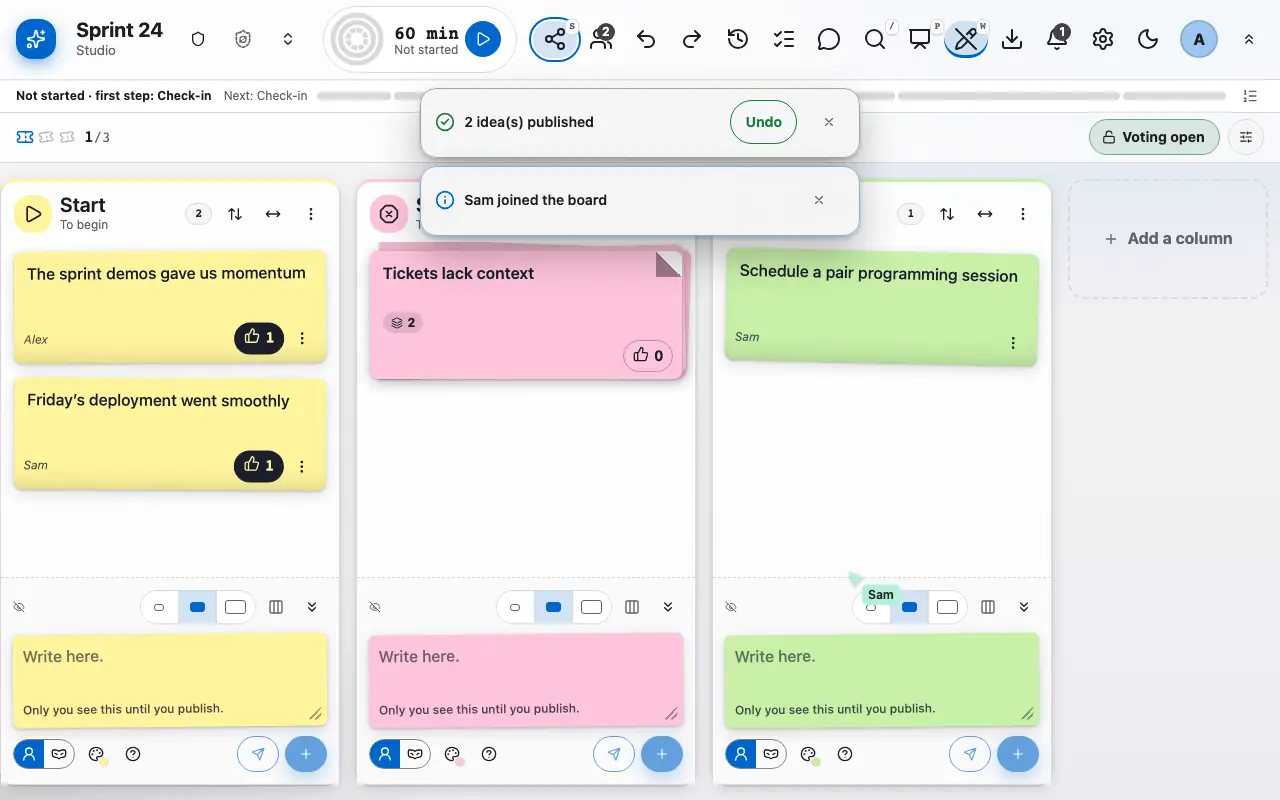 Sprint 24
Studio
60 min
Not started
S
2
/
P
W
1
A
Not started · first step: Check-in
Next: Check-in
1/3
2 idea(s) published
Undo
Voting open
Sam joined the board
Start
To begin
2
1
Add a column
The sprint demos gave us momentum
Alex
1
Friday’s deployment went smoothly
Sam
1
Tickets lack context
2
0
Schedule a pair programming session
Sam
Sam
Write here.
Only you see this until you publish.
Write here.
Only you see this until you publish.
Write here.
Only you see this until you publish.